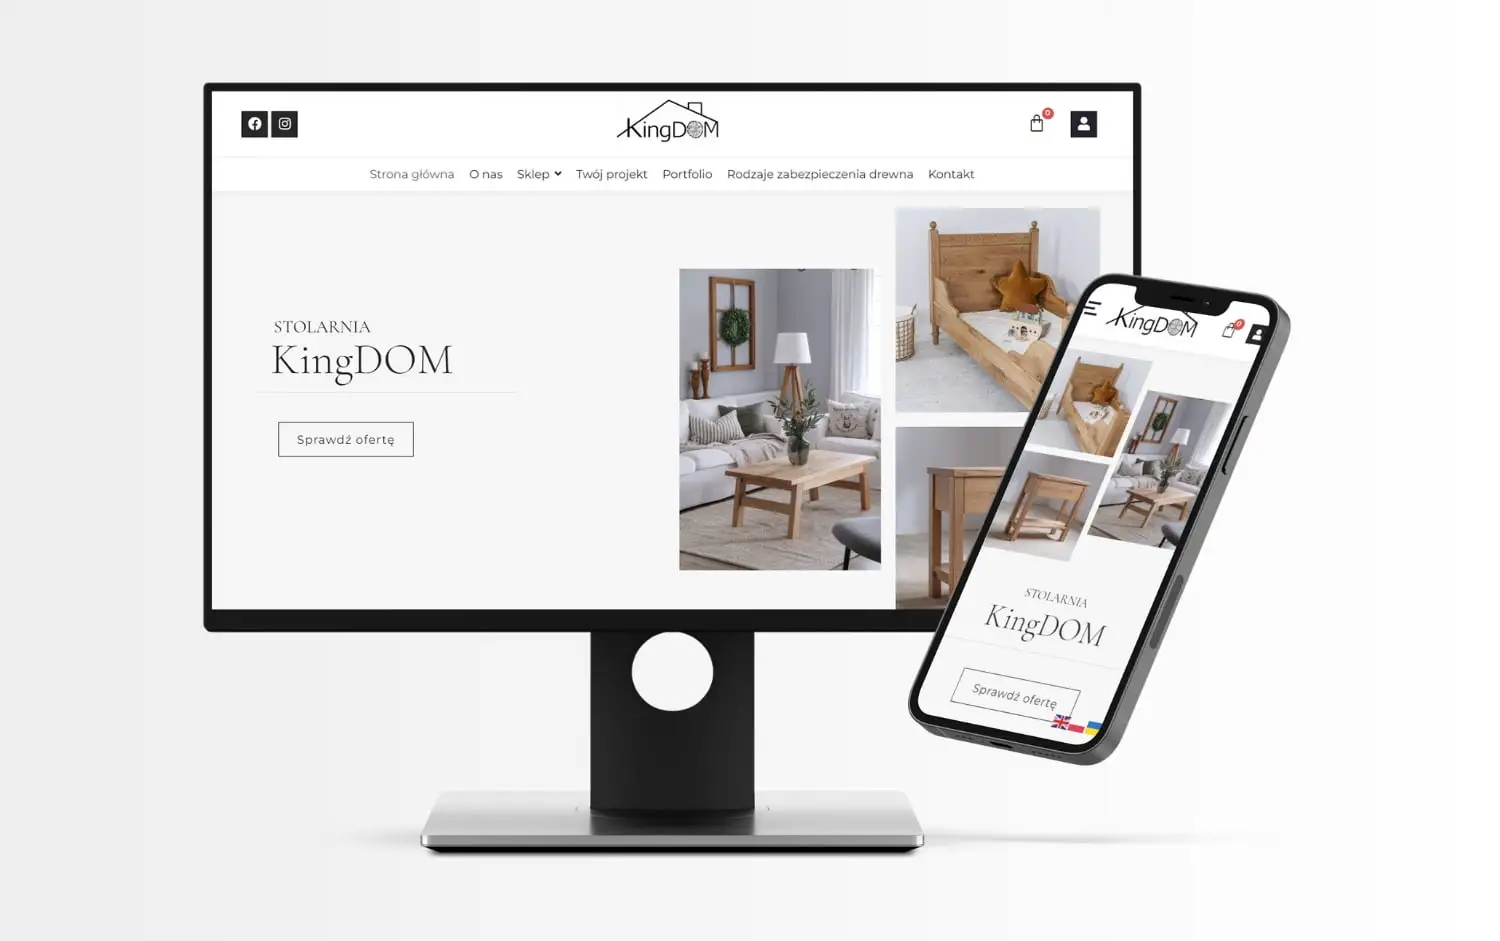 KingDOM
0
Strona główna O nas Sklep Twój projekt Portfolio Rodzaje zabezpieczenia drewna Kontakt
STOLARNIA
KingDOM
Sprawdź ofertę
KingDOM
0
STOLARNIA
KingDOM
Sprawdź ofertę